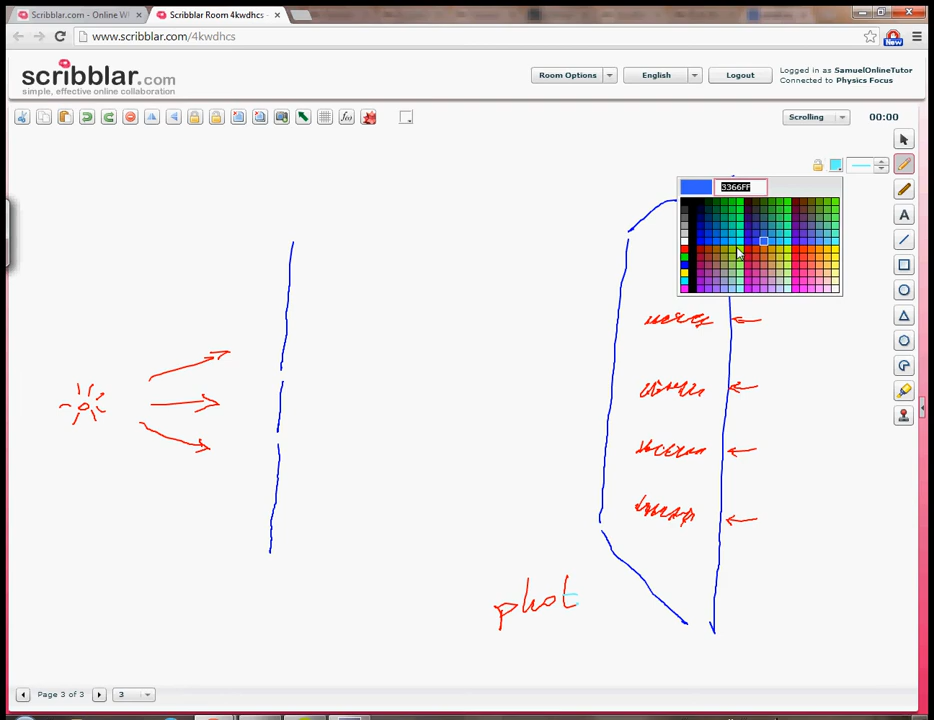 Scribblar.com - Online W
Scribblar Room 4kwdhcs -
www.scribblar.com/4kwdhcs
New
scribblar.com
simple, effective online collaboration
Room Options
English
Logout
Logged in as SamuelOnlineTutor
Connected to Physics Focus
Scrolling
00:00
3366FF
phot
Page 3 of 3
3